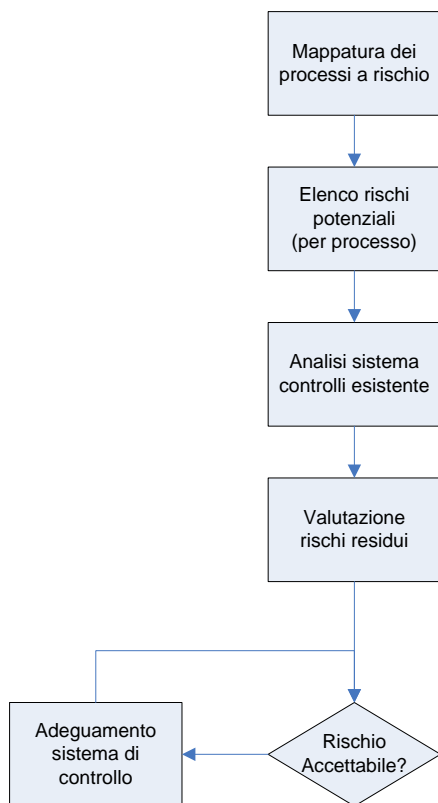 Mappatura dei
processi a rischio
Elenco rischi
potenziali
(per processo)
Analisi sistema
controlli esistente
Valutazione
rischi residui
Adeguamento
sistema di
controllo
Rischio
Accettabile?